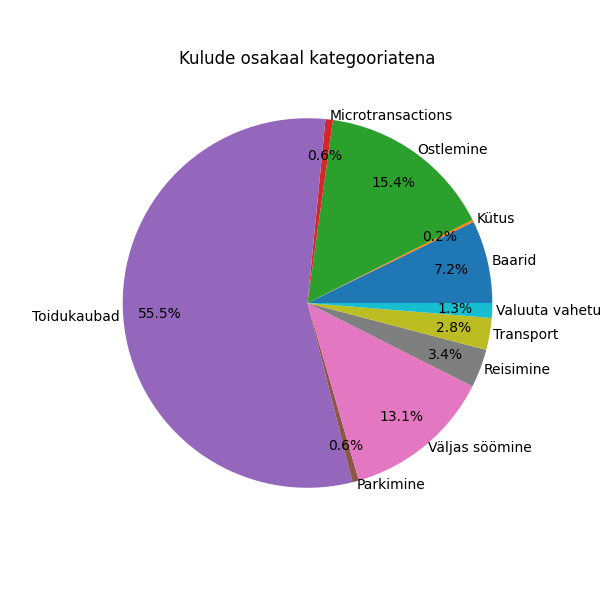 Kulude osakaal kategooriatena
Microtransactions
0.6%
Ostlemine
15.4%
Kütus
0.2%
Baarid
7.2%
Valuuta vahetu
1.3%
Transport
2.8%
Reisimine
3.4%
Väljas söömine
13.1%
Parkimine
0.6%
Toidukaubad
55.5%